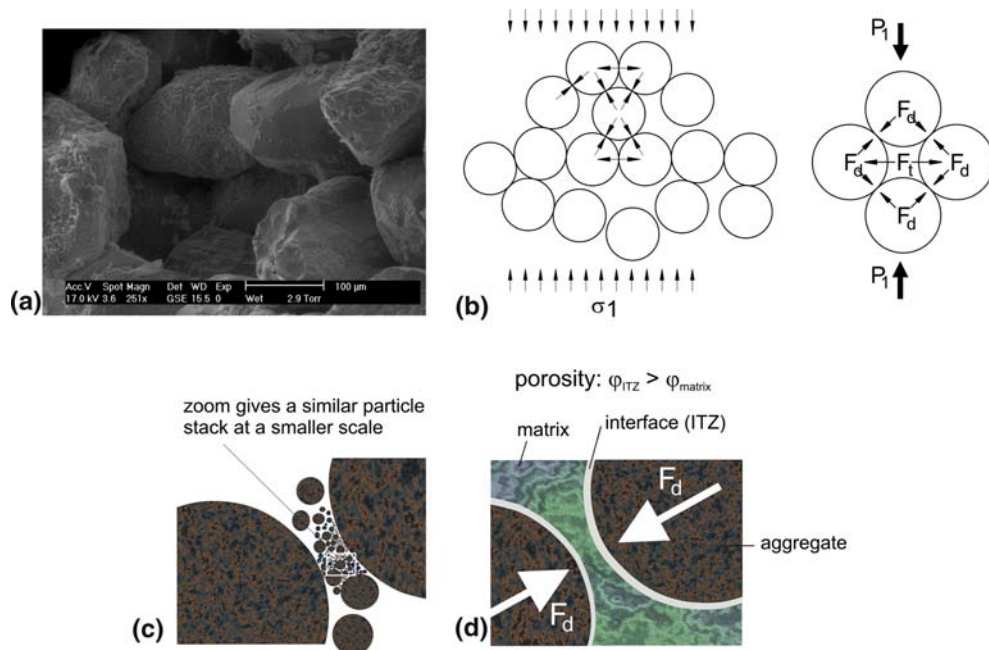 Acc.V Spot Magn Det WD Exp
17.0 kV 3.6 251x GSE 15.5 0
100 µm
Wet 2.9 Torr
(a)
σ1
(b)
P1
Fd
Fd Ft Fd
Fd
P1
zoom gives a similar particle
stack at a smaller scale
(c)
porosity: φITZ > φmatrix
interface (ITZ)
matrix
Fd
aggregate
Fd
(d)